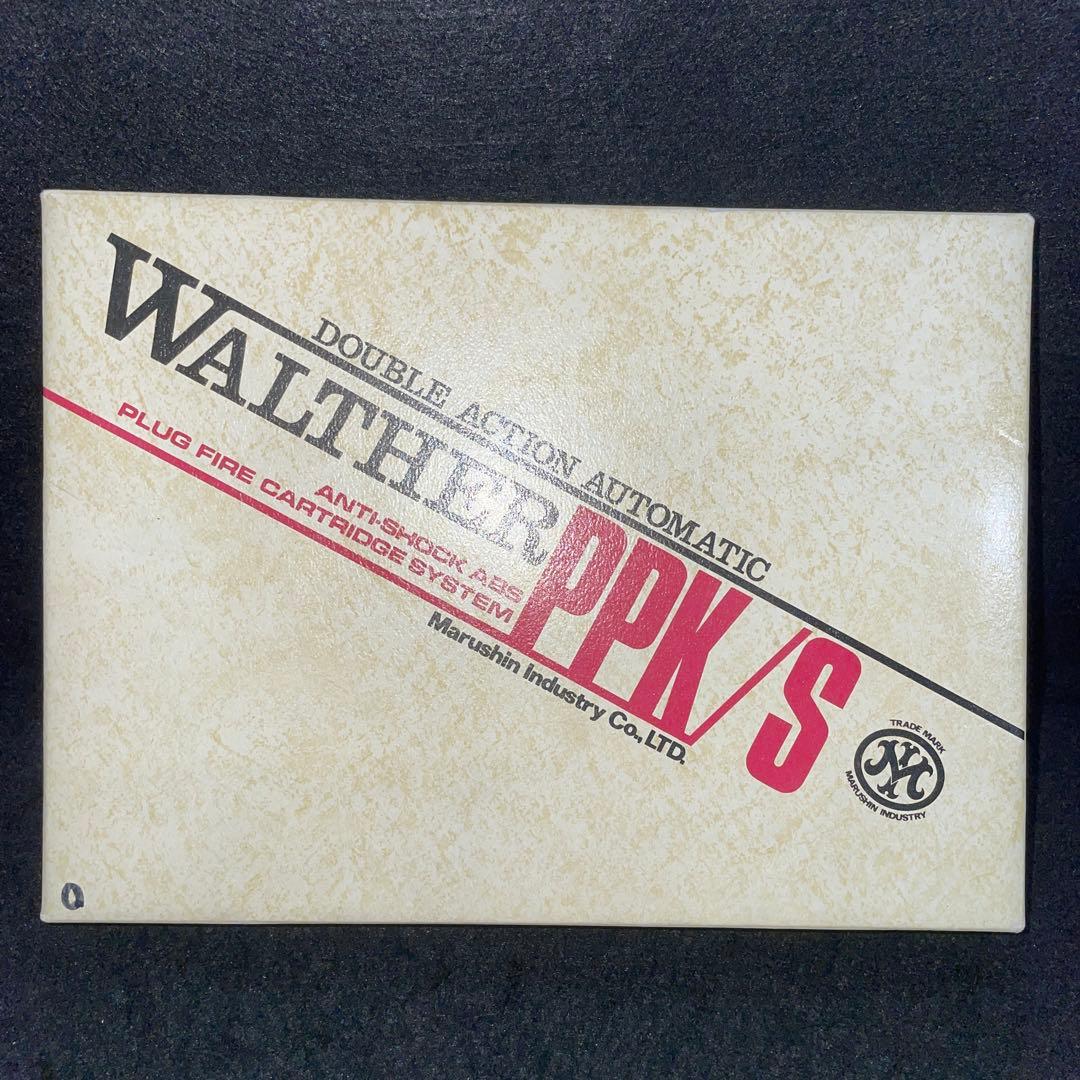 DOUBLE ACTION AUTOMATIC
WALTHER PPK/S
ANTI-SHOCK ABS
PLUG FIRE CARTRIDGE SYSTEM
Marushin Industry Co., LTD.
TRADE MARK
M
MARUSHIN INDUSTRY